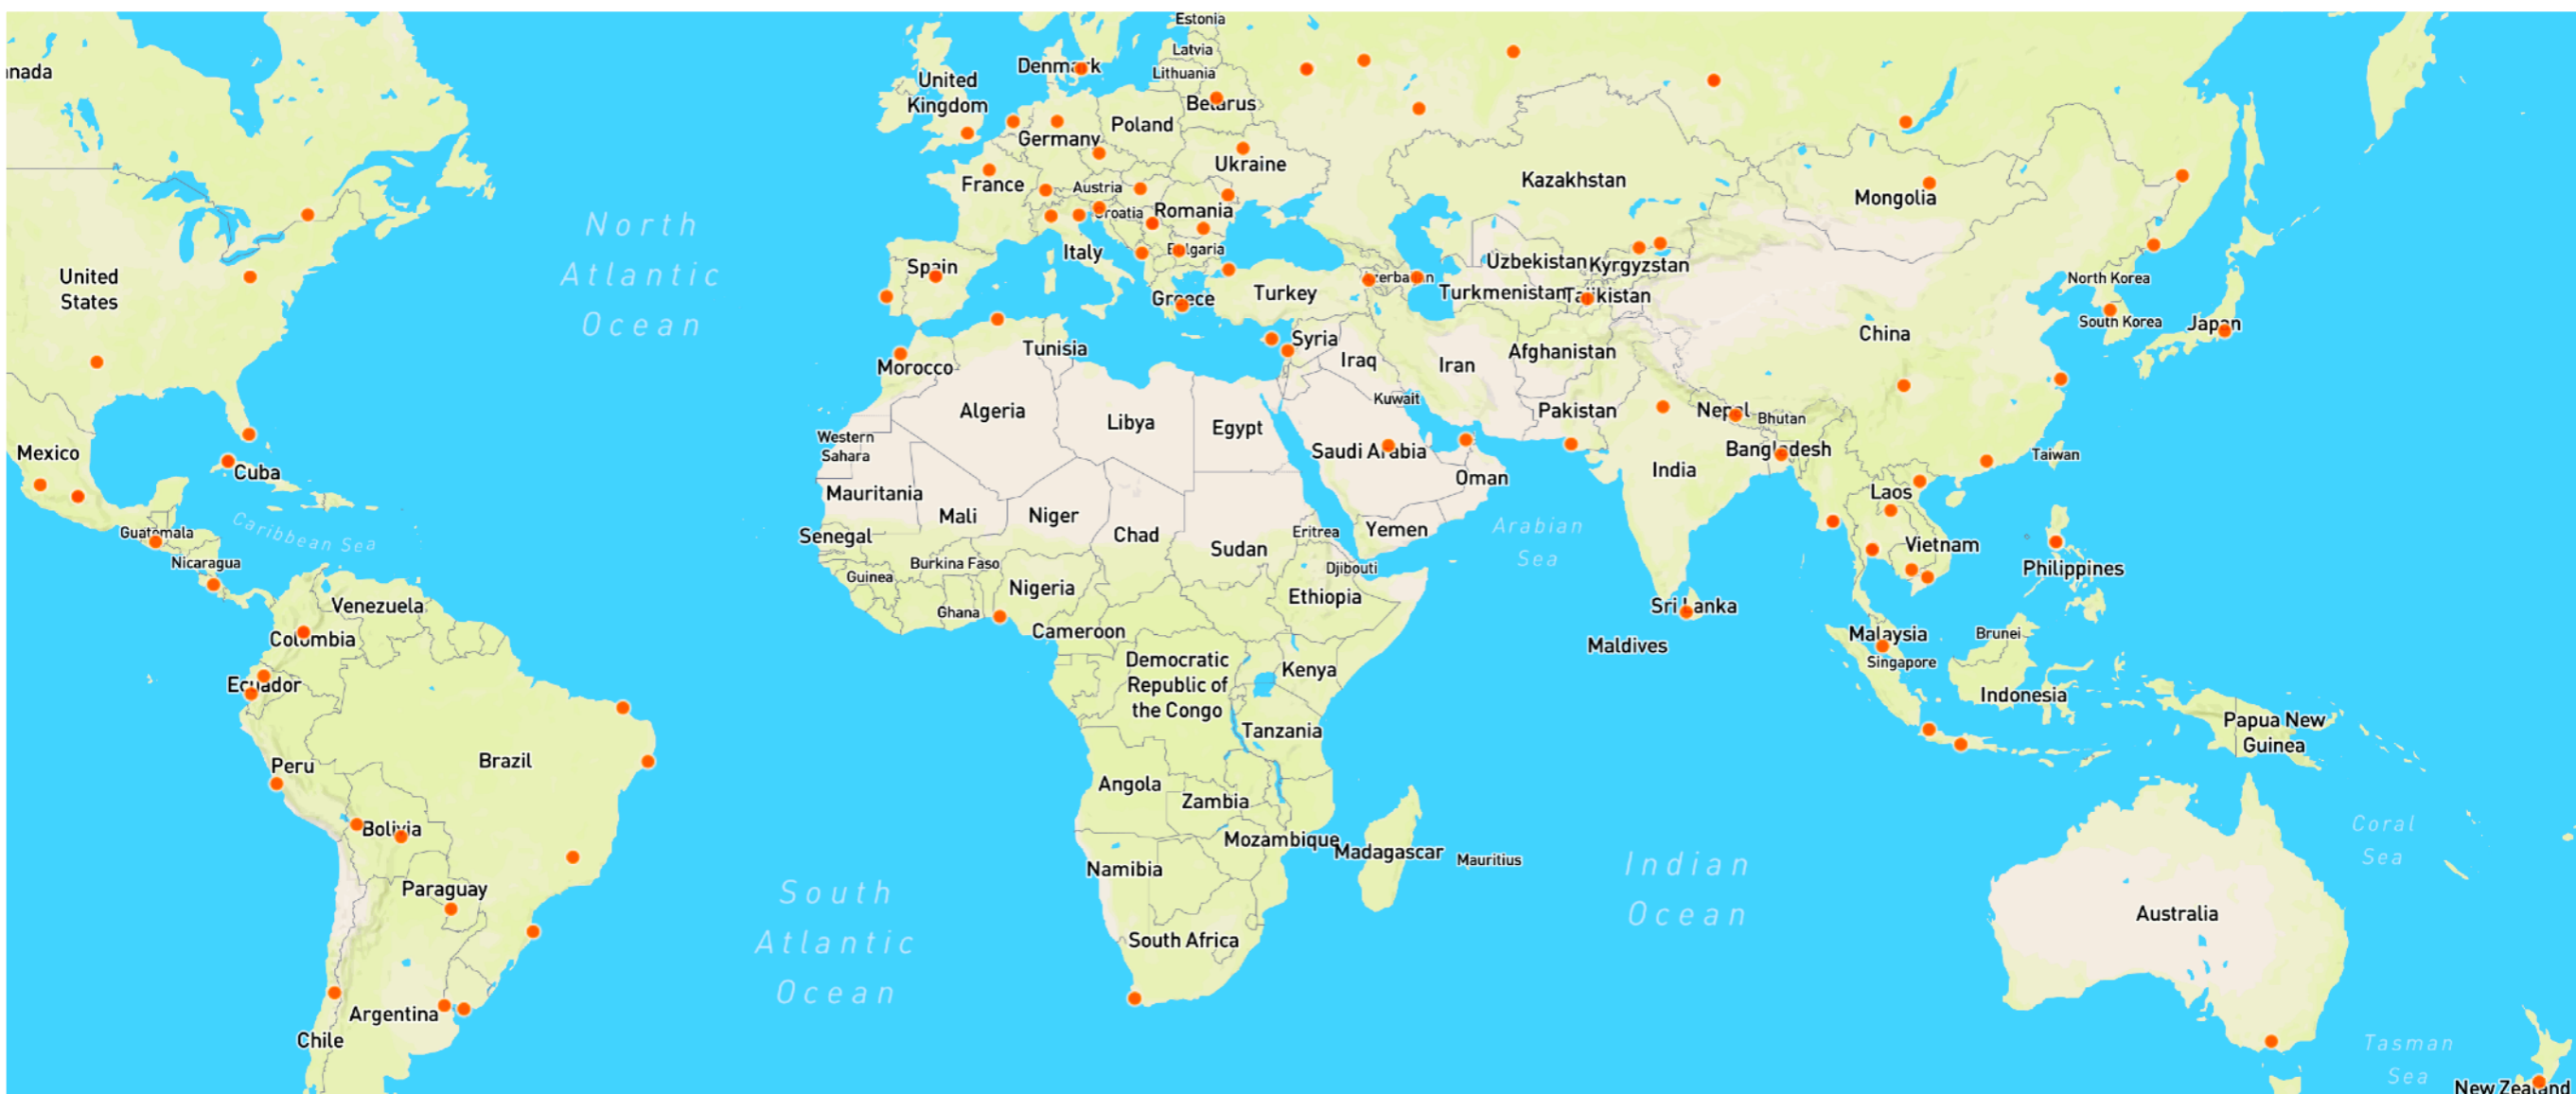 Estonia
Latvia
Lithuania
Denmark
United
Kingdom
Belarus
Poland
Germany
Ukraine
France
Austria
Croatia
Romania
Italy
Bulgaria
Spain
Greece
Turkey
Azerbaijan
Kazakhstan
Mongolia
Uzbekistan
Kyrgyzstan
Turkmenistan
Tajikistan
North Korea
South Korea
Japan
China
anada
United
States
North
Atlantic
Ocean
Morocco
Tunisia
Syria
Iraq
Iran
Afghanistan
Kuwait
Pakistan
Nepal
Bhutan
Algeria
Libya
Egypt
Western
Sahara
Saudi Arabia
Bangladesh
Taiwan
India
Oman
Mexico
Cuba
Caribbean Sea
Guatemala
Nicaragua
Mauritania
Mali
Niger
Chad
Sudan
Eritrea
Yemen
Arabian
Sea
Laos
Vietnam
Philippines
Senegal
Guinea
Burkina Faso
Nigeria
Djibouti
Ethiopia
Ghana
Cameroon
Sri Lanka
Maldives
Malaysia
Singapore
Brunei
Indonesia
Papua New
Guinea
Venezuela
Colombia
Ecuador
Peru
Brazil
Bolivia
Paraguay
Argentina
Chile
Democratic
Republic of
the Congo
Kenya
Tanzania
Angola
Zambia
Mozambique
Madagascar
Mauritius
Namibia
South Africa
South
Atlantic
Ocean
Indian
Ocean
Coral
Sea
Australia
Tasman
Sea
New Zealand